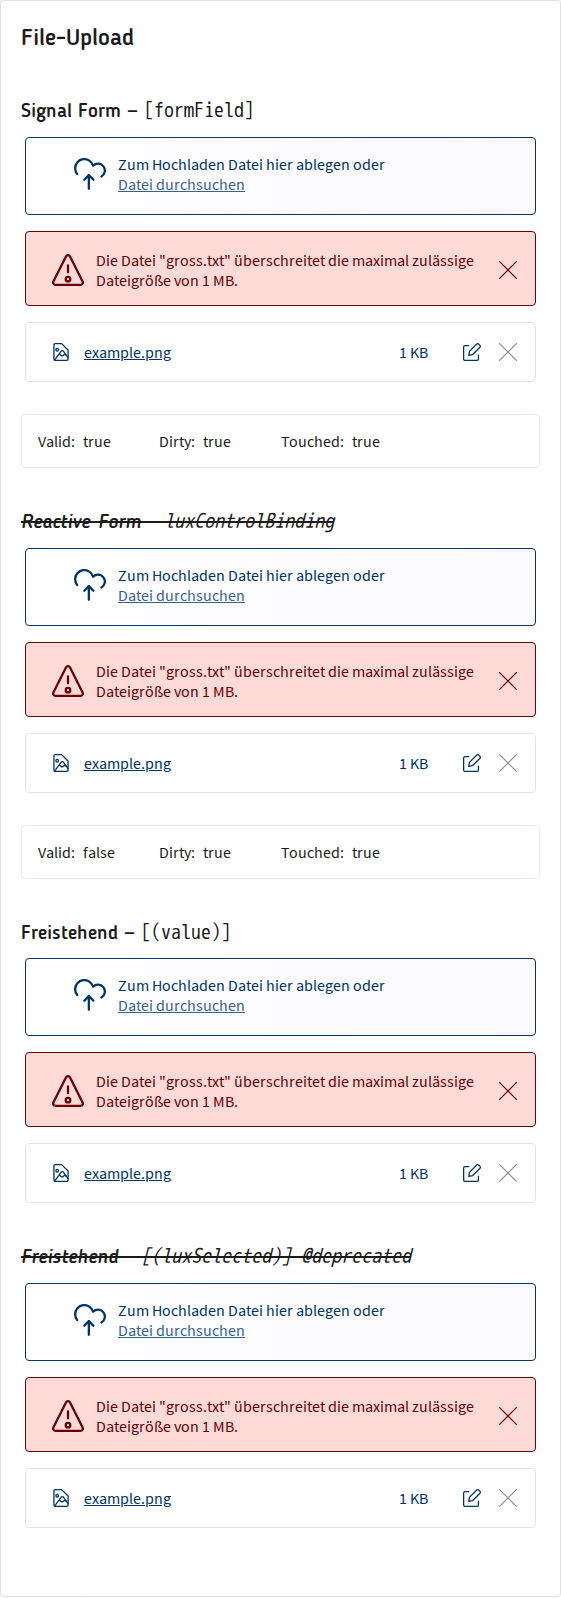 File-Upload
Signal Form – [formField]
Zum Hochladen Datei hier ablegen oder
Datei durchsuchen
Die Datei "gross.txt" überschreitet die maximal zulässige
Dateigröße von 1 MB.
example.png 1 KB
Valid: true Dirty: true Touched: true
Reactive Form – luxControlBinding
Zum Hochladen Datei hier ablegen oder
Datei durchsuchen
Die Datei "gross.txt" überschreitet die maximal zulässige
Dateigröße von 1 MB.
example.png 1 KB
Valid: false Dirty: true Touched: true
Freistehend – [(value)]
Zum Hochladen Datei hier ablegen oder
Datei durchsuchen
Die Datei "gross.txt" überschreitet die maximal zulässige
Dateigröße von 1 MB.
example.png 1 KB
Freistehend – [(luxSelected)] @deprecated
Zum Hochladen Datei hier ablegen oder
Datei durchsuchen
Die Datei "gross.txt" überschreitet die maximal zulässige
Dateigröße von 1 MB.
example.png 1 KB